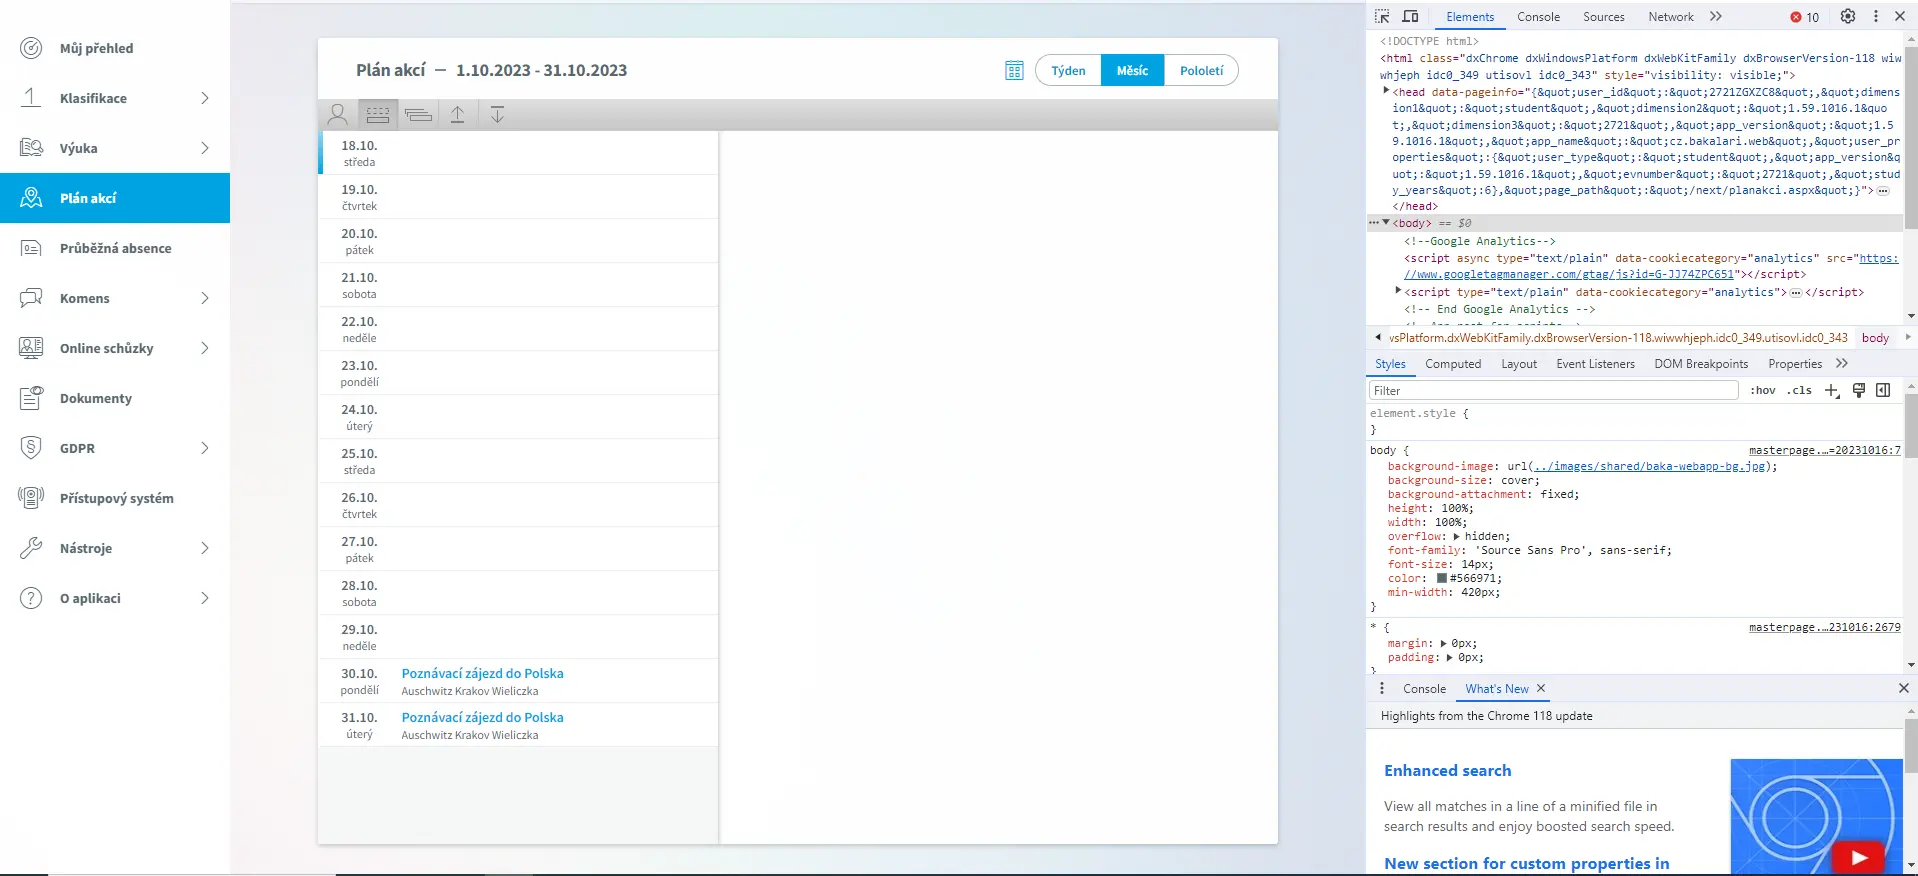 Můj přehled
Klasifikace
Výuka
Plán akcí
Průběžná absence
Komens
Online schůzky
Dokumenty
GDPR
Přístupový systém
Nástroje
O aplikaci
Plán akcí — 1.10.2023 - 31.10.2023
Týden
Měsíc
Pololetí
18.10.
středa
19.10.
čtvrtek
20.10.
pátek
21.10.
sobota
22.10.
neděle
23.10.
pondělí
24.10.
úterý
25.10.
středa
26.10.
čtvrtek
27.10.
pátek
28.10.
sobota
29.10.
neděle
30.10.
pondělí
Poznávací zájezd do Polska
Auschwitz Krakov Wieliczka
31.10.
úterý
Poznávací zájezd do Polska
Auschwitz Krakov Wieliczka
Elements Console Sources Network 10
<!DOCTYPE html>
<html class="dxChrome dxWindowsPlatform dxWebKitFamily dxBrowserVersion-118 wiw
whjeph idc0_349 utisovl idc0_343" style="visibility: visible;">
<head data-pageinfo="{&quot;user_id&quot;:&quot;2721ZGXZC8&quot;,&quot;dimens
ion1&quot;:&quot;student&quot;,&quot;dimension2&quot;:&quot;1.59.1016.1&quo
t;,&quot;dimension3&quot;:&quot;2721&quot;,&quot;app_version&quot;:&quot;1.5
9.1016.1&quot;,&quot;app_name&quot;:&quot;cz.bakalari.web&quot;,&quot;user_pr
operties&quot;:{&quot;user_type&quot;:&quot;student&quot;,&quot;app_version&q
uot;:&quot;1.59.1016.1&quot;,&quot;evnumber&quot;:&quot;2721&quot;,&quot;stud
y_years&quot;:6},&quot;page_path&quot;:&quot;/next/planakci.aspx&quot;}">
</head>
<body> == $0
<!--Google Analytics-->
<script async type="text/plain" data-cookiecategory="analytics" src="https:
//www.googletagmanager.com/gtag/js?id=G-JJ74ZPC651"></script>
<script type="text/plain" data-cookiecategory="analytics"> </script>
<!-- End Google Analytics -->
wsPlatform.dxWebKitFamily.dxBrowserVersion-118.wiwwhjeph.idc0_349.utisovl.idc0_343 body
Styles Computed Layout Event Listeners DOM Breakpoints Properties
Filter :hov .cls
element.style {
}
body { masterpage.…=20231016:7
background-image: url(../images/shared/baka-webapp-bg.jpg);
background-size: cover;
background-attachment: fixed;
height: 100%;
width: 100%;
overflow: hidden;
font-family: 'Source Sans Pro', sans-serif;
font-size: 14px;
color: #566971;
min-width: 420px;
}
* { masterpage.…231016:2679
margin: 0px;
padding: 0px;
}
Console What's New
Highlights from the Chrome 118 update
Enhanced search
View all matches in a line of a minified file in
search results and enjoy boosted search speed.
New section for custom properties in